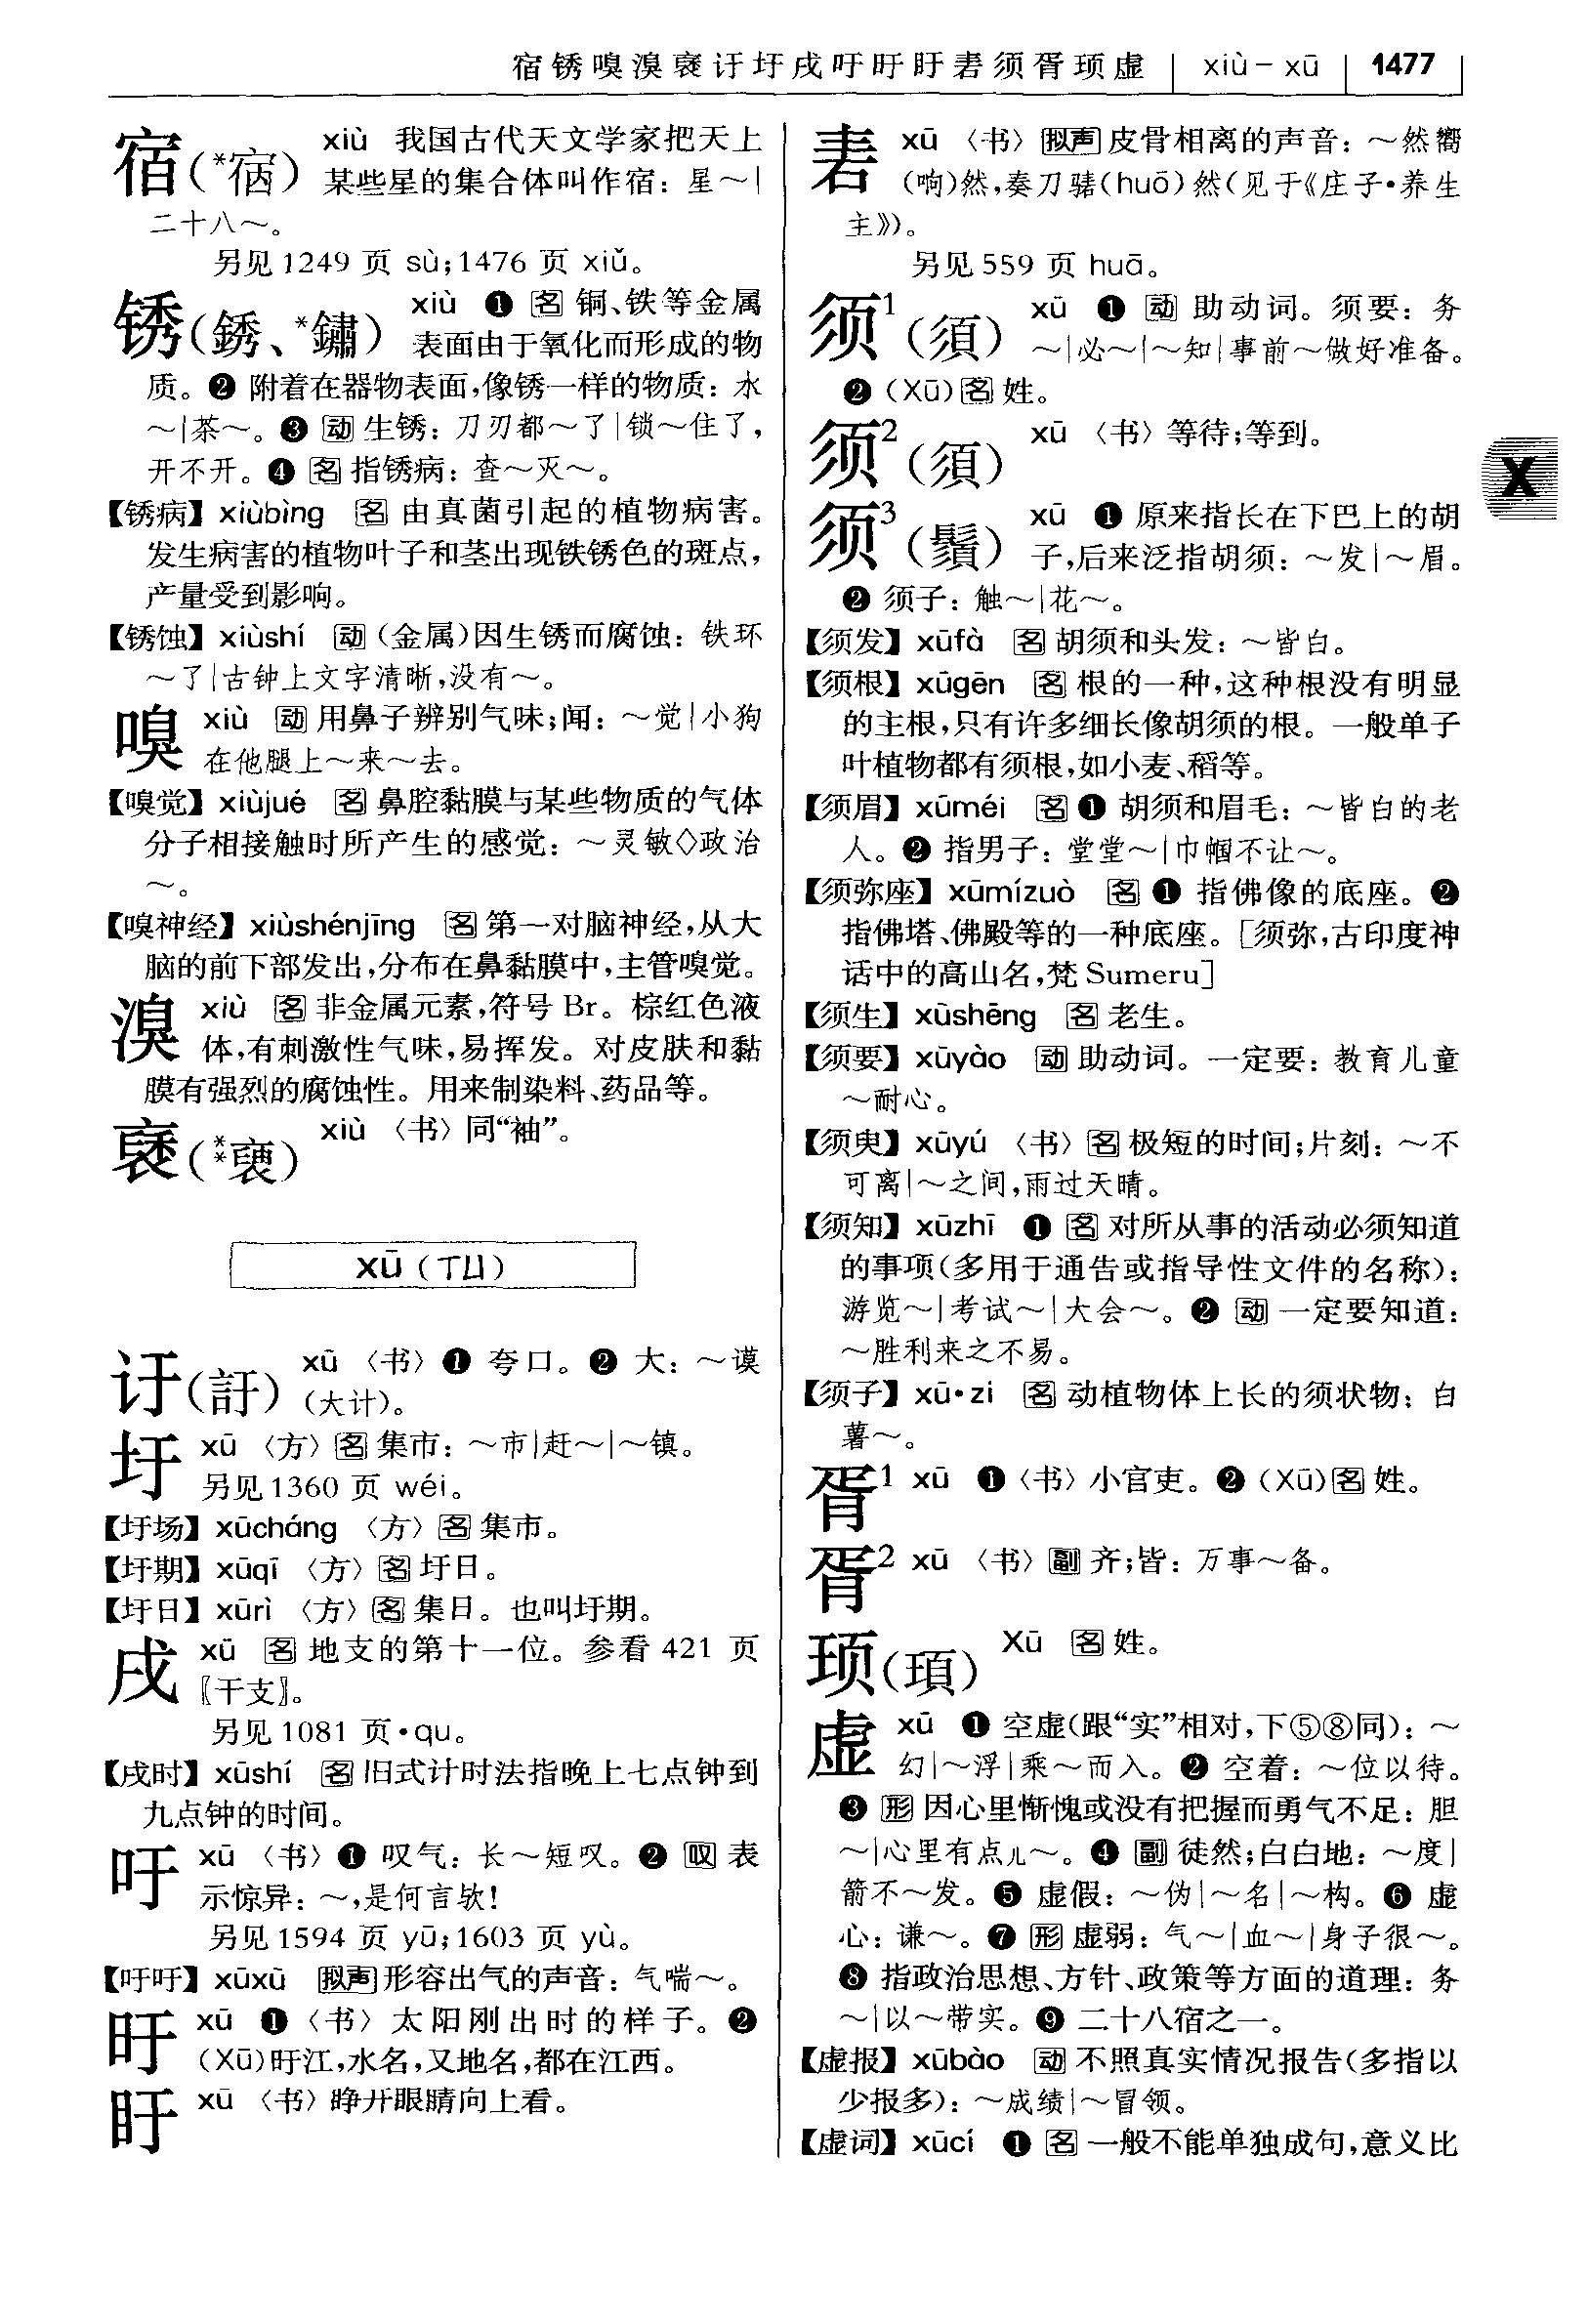 宿锈嗅溴褎讦圩戌吁盱盱砉须胥顼虚 xiù－xū 1477
宿(*宿) xiù 我国古代天文学家把天上
某些星的集合体叫作宿：星～|
二十八～。
另见1249 页 sù；1476 页 xiǔ。
锈(銹、*鏽) xiù ❶ 名 铜、铁等金属
表面由于氧化而形成的物
质。❷ 附着在器物表面，像锈一样的物质：水
～|茶～。❸ 动 生锈：刀刃都～了|锁～住了，
开不开。❹ 名 指锈病：查～灭～。
【锈病】xiùbìng 名 由真菌引起的植物病害。
发生病害的植物叶子和茎出现铁锈色的斑点，
产量受到影响。
【锈蚀】xiùshí 动（金属）因生锈而腐蚀：铁环
～了|古钟上文字清晰，没有～。
嗅 xiù 动 用鼻子辨别气味；闻：～觉|小狗
在他腿上～来～去。
【嗅觉】xiùjué 名 鼻腔黏膜与某些物质的气体
分子相接触时所产生的感觉：～灵敏◇政治
～。
【嗅神经】xiùshénjīng 名 第一对脑神经，从大
脑的前下部发出，分布在鼻黏膜中，主管嗅觉。
溴 xiù 名 非金属元素，符号 Br。棕红色液
体，有刺激性气味，易挥发。对皮肤和黏
膜有强烈的腐蚀性。用来制染料、药品等。
褎(**褏) xiù〈书〉同“袖”。
xū（ㄒㄩ）
讦(訏) xū〈书〉❶ 夸口。❷ 大：～谟
（大计）。
圩 xū〈方〉名 集市：～市|赶～|～镇。
另见1360 页 wéi。
【圩场】xūcháng〈方〉名 集市。
【圩期】xūqī〈方〉名 圩日。
【圩日】xūrì〈方〉名 集日。也叫圩期。
戌 xū 名 地支的第十一位。参看 421 页
〖干支〗。
另见1081 页•qu。
【戌时】xūshí 名 旧式计时法指晚上七点钟到
九点钟的时间。
吁 xū〈书〉❶ 叹气：长～短叹。❷ 叹 表
示惊异：～，是何言欤！
另见1594 页 yū；1603 页 yù。
【吁吁】xūxū 拟声 形容出气的声音：气喘～。
旴 xū ❶〈书〉太阳刚出时的样子。❷
（Xū）旴江，水名，又地名，都在江西。
盱 xū〈书〉睁开眼睛向上看。
砉 xū〈书〉拟声 皮骨相离的声音：～然嚮
（响）然，奏刀騞（huō）然（见于《庄子•养生
主》）。
另见559 页 huā。
须¹(須) xū ❶ 动 助动词。须要：务
～|必～|～知|事前～做好准备。
❷（Xū）名 姓。
须²(須) xū〈书〉等待；等到。
须³(鬚) xū ❶ 原来指长在下巴上的胡
子，后来泛指胡须：～发|～眉。
❷ 须子：触～|花～。
【须发】xūfà 名 胡须和头发：～皆白。
【须根】xūgēn 名 根的一种，这种根没有明显
的主根，只有许多细长像胡须的根。一般单子
叶植物都有须根，如小麦、稻等。
【须眉】xūméi 名 ❶ 胡须和眉毛：～皆白的老
人。❷ 指男子：堂堂～|巾帼不让～。
【须弥座】xūmízuò 名 ❶ 指佛像的底座。❷
指佛塔、佛殿等的一种底座。［须弥，古印度神
话中的高山名，梵 Sumeru］
【须生】xūshēng 名 老生。
【须要】xūyào 动 助动词。一定要：教育儿童
～耐心。
【须臾】xūyú〈书〉名 极短的时间；片刻：～不
可离|～之间，雨过天晴。
【须知】xūzhī ❶ 名 对所从事的活动必须知道
的事项（多用于通告或指导性文件的名称）：
游览～|考试～|大会～。❷ 动 一定要知道：
～胜利来之不易。
【须子】xū•zi 名 动植物体上长的须状物：白
薯～。
胥¹ xū ❶〈书〉小官吏。❷（Xū）名 姓。
胥² xū〈书〉副 齐；皆：万事～备。
顼(頊) Xū 名 姓。
虚 xū ❶ 空虚（跟“实”相对，下⑤⑧同）：～
幻|～浮|乘～而入。❷ 空着：～位以待。
❸ 形 因心里惭愧或没有把握而勇气不足：胆
～|心里有点儿～。❹ 副 徒然；白白地：～度|
箭不～发。❺ 虚假：～伪|～名|～构。❻ 虚
心：谦～。❼ 形 虚弱：气～|血～|身子很～。
❽ 指政治思想、方针、政策等方面的道理：务
～|以～带实。❾ 二十八宿之一。
【虚报】xūbào 动 不照真实情况报告（多指以
少报多）：～成绩|～冒领。
【虚词】xūcí ❶ 名 一般不能单独成句，意义比
X